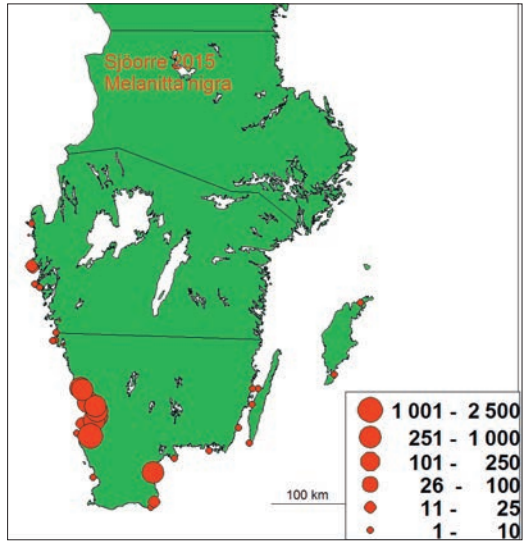 Sjöorre 2015
Melanitta nigra
100 km
1 001 - 2 500
251 - 1 000
101 - 250
26 - 100
11 - 25
1 - 10